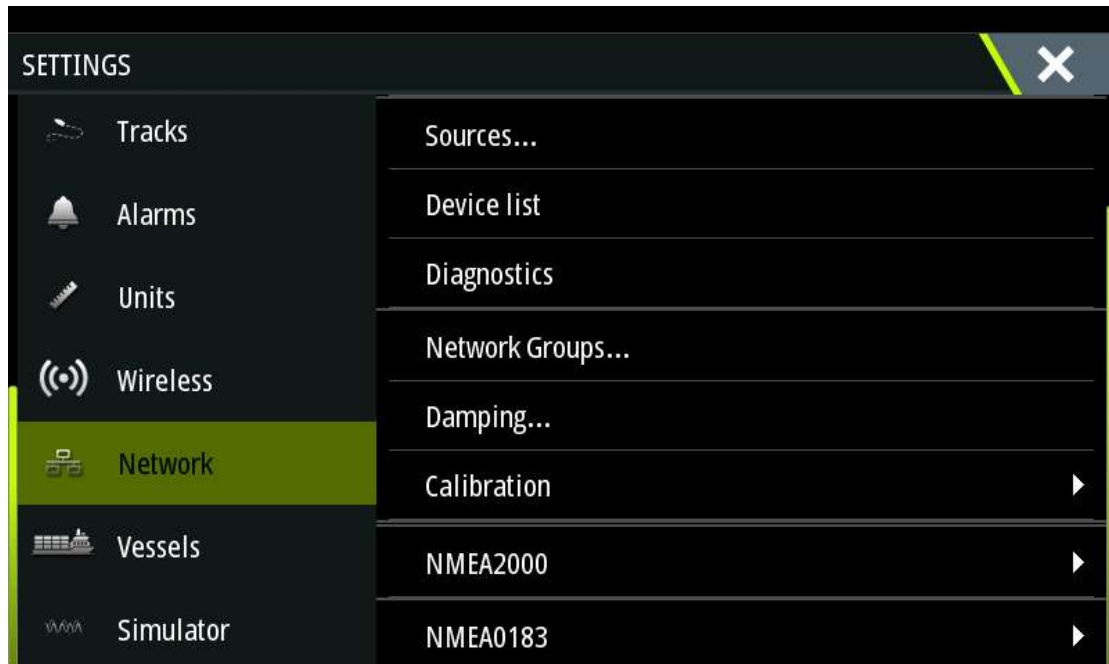 SETTINGS
Tracks
Alarms
Units
Wireless
Network
Vessels
Simulator
Sources...
Device list
Diagnostics
Network Groups...
Damping...
Calibration
NMEA2000
NMEA0183